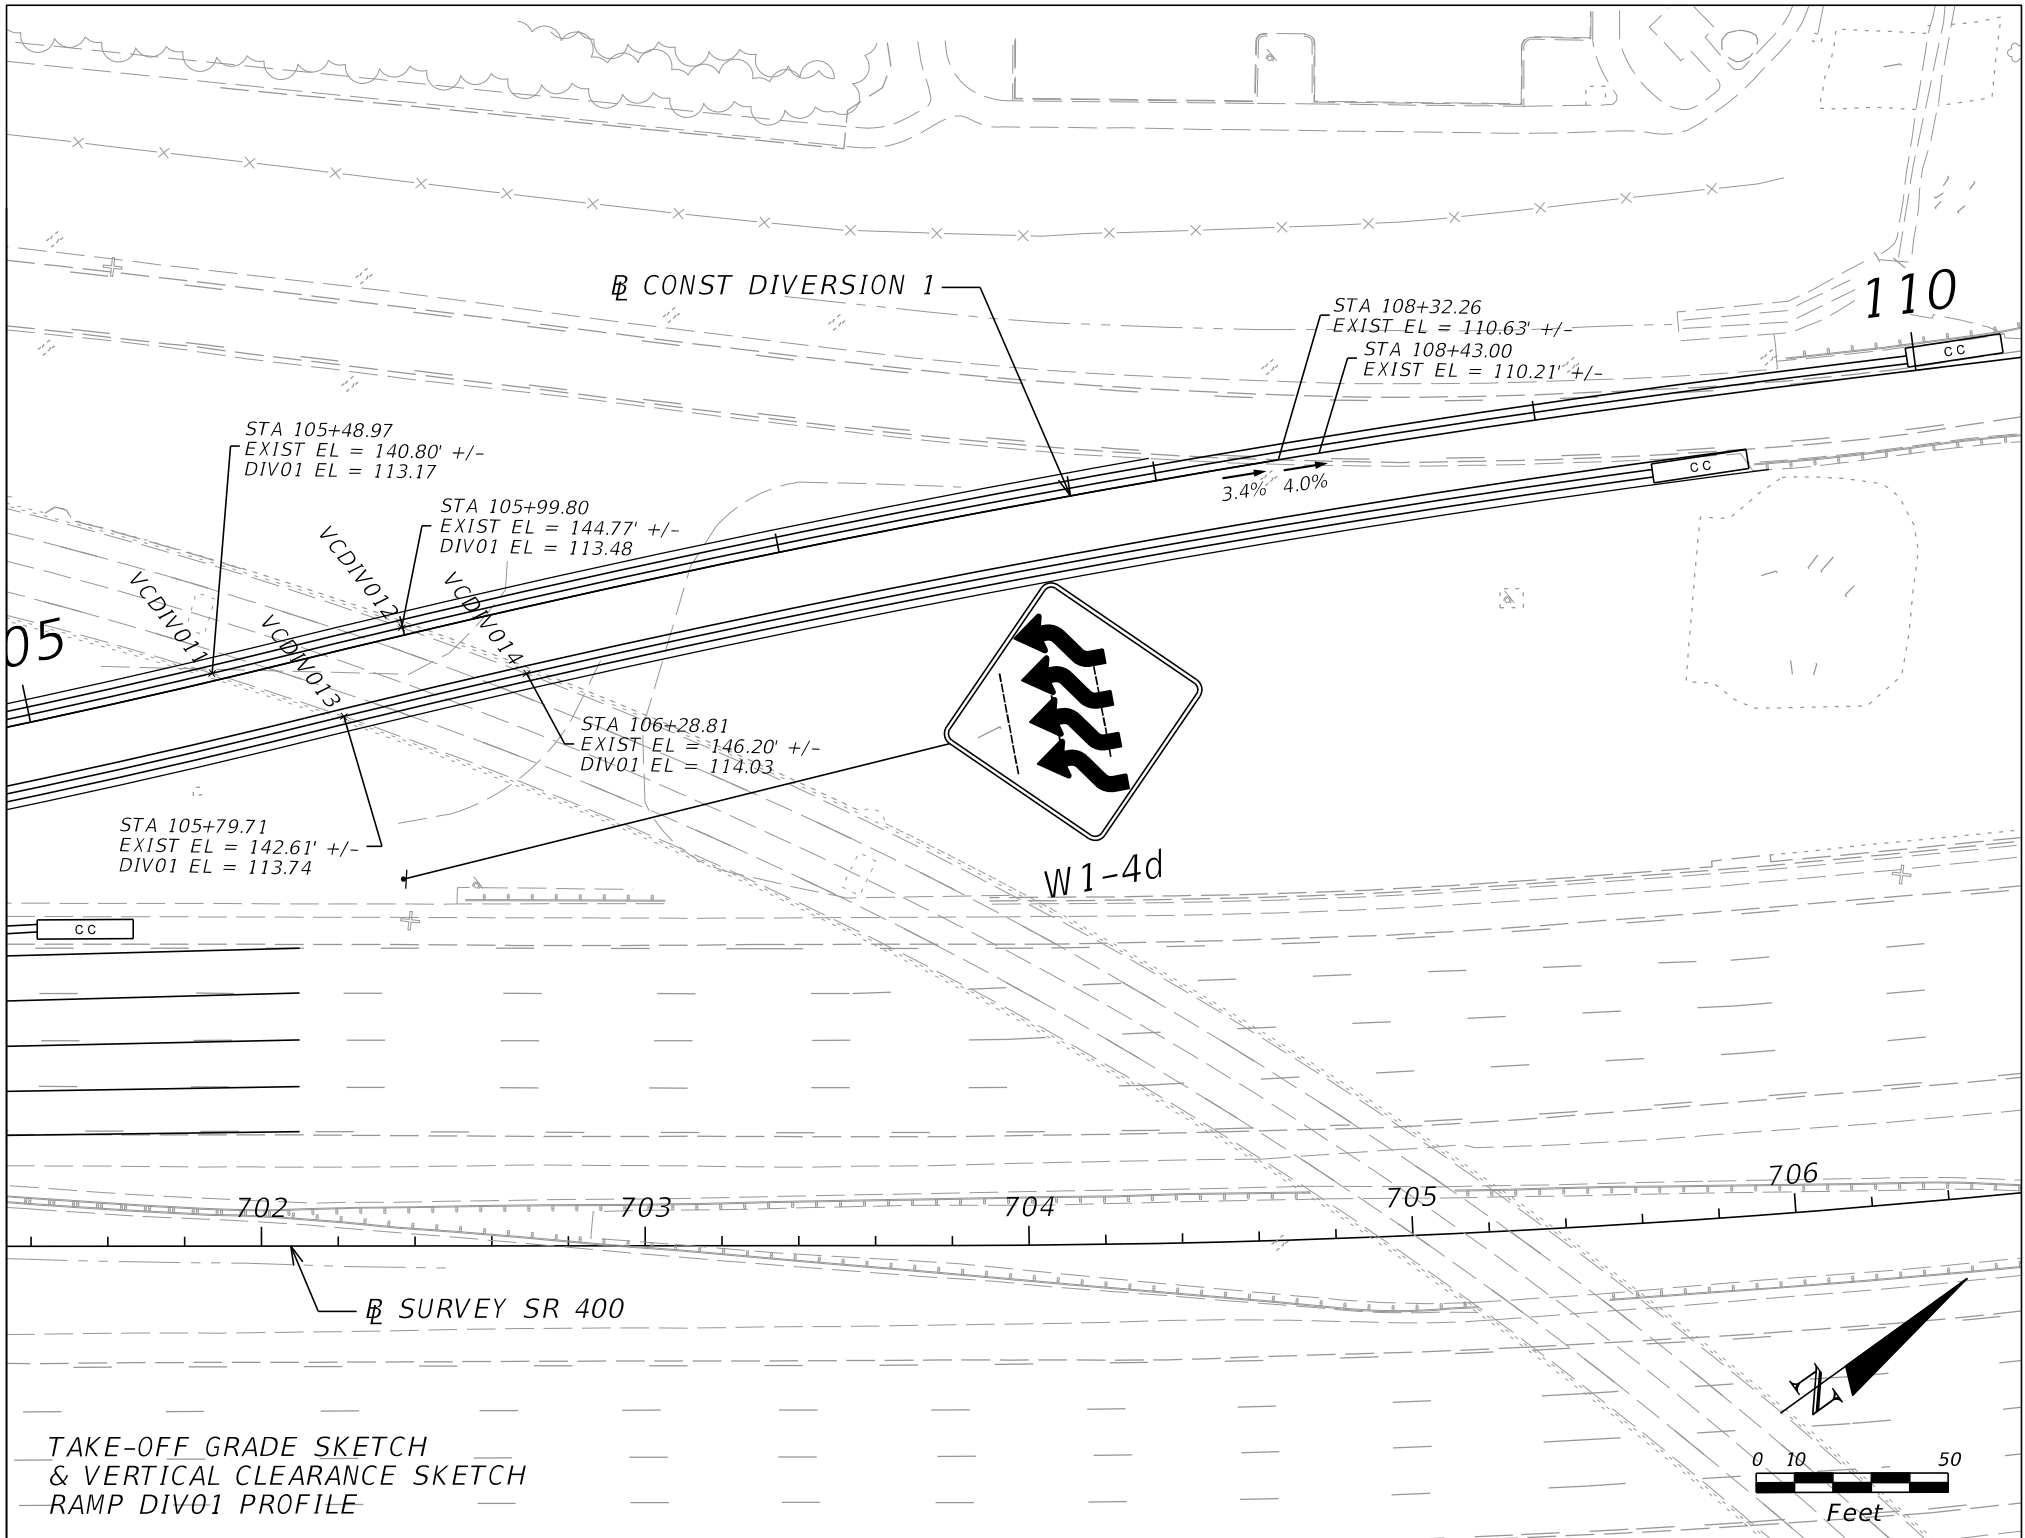 BL CONST DIVERSION 1
STA 108+32.26
EXIST EL = 110.63' +/-
STA 108+43.00
EXIST EL = 110.21' +/-
110
CC
STA 105+48.97
EXIST EL = 140.80' +/-
DIV01 EL = 113.17
STA 105+99.80
EXIST EL = 144.77' +/-
DIV01 EL = 113.48
3.4%
4.0%
CC
VCDIV011
VCDIV012
VCDIV013
VCDIV014
05
STA 106+28.81
EXIST EL = 146.20' +/-
DIV01 EL = 114.03
STA 105+79.71
EXIST EL = 142.61' +/-
DIV01 EL = 113.74
W1-4d
CC
702
703
704
705
706
BL SURVEY SR 400
N
TAKE-OFF GRADE SKETCH
& VERTICAL CLEARANCE SKETCH
RAMP DIV01 PROFILE
0 10 50
Feet